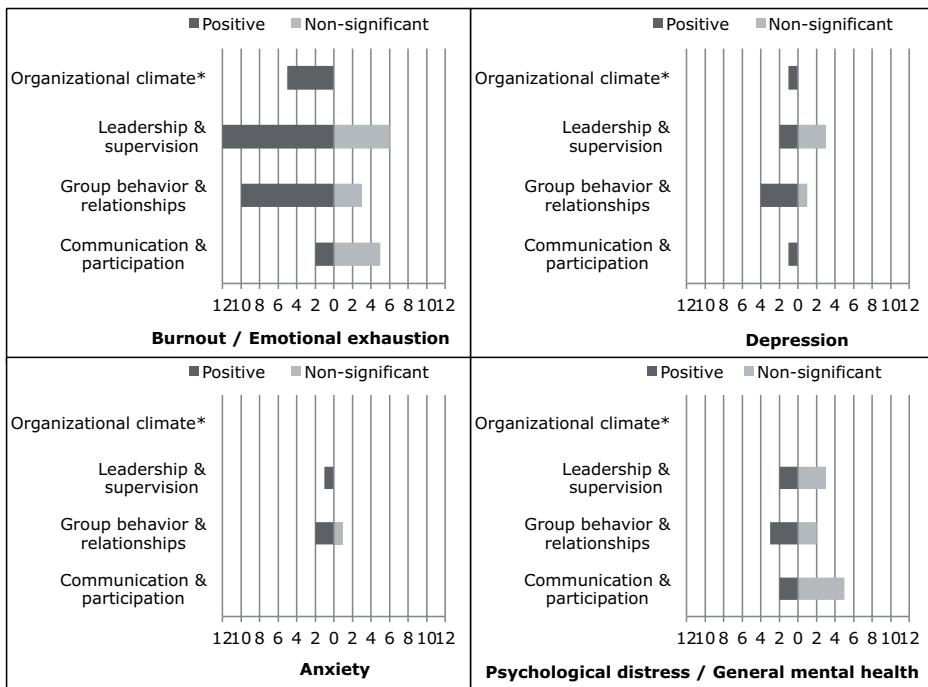 Positive Non-significant
Organizational climate*
Leadership &
supervision
Group behavior &
relationships
Communication &
participation
12 10 8 6 4 2 0 2 4 6 8 10 12
Burnout / Emotional exhaustion
Positive Non-significant
Organizational climate*
Leadership &
supervision
Group behavior &
relationships
Communication &
participation
12 10 8 6 4 2 0 2 4 6 8 10 12
Depression
Positive Non-significant
Organizational climate*
Leadership &
supervision
Group behavior &
relationships
Communication &
participation
12 10 8 6 4 2 0 2 4 6 8 10 12
Anxiety
Positive Non-significant
Organizational climate*
Leadership &
supervision
Group behavior &
relationships
Communication &
participation
12 10 8 6 4 2 0 2 4 6 8 10 12
Psychological distress / General mental health